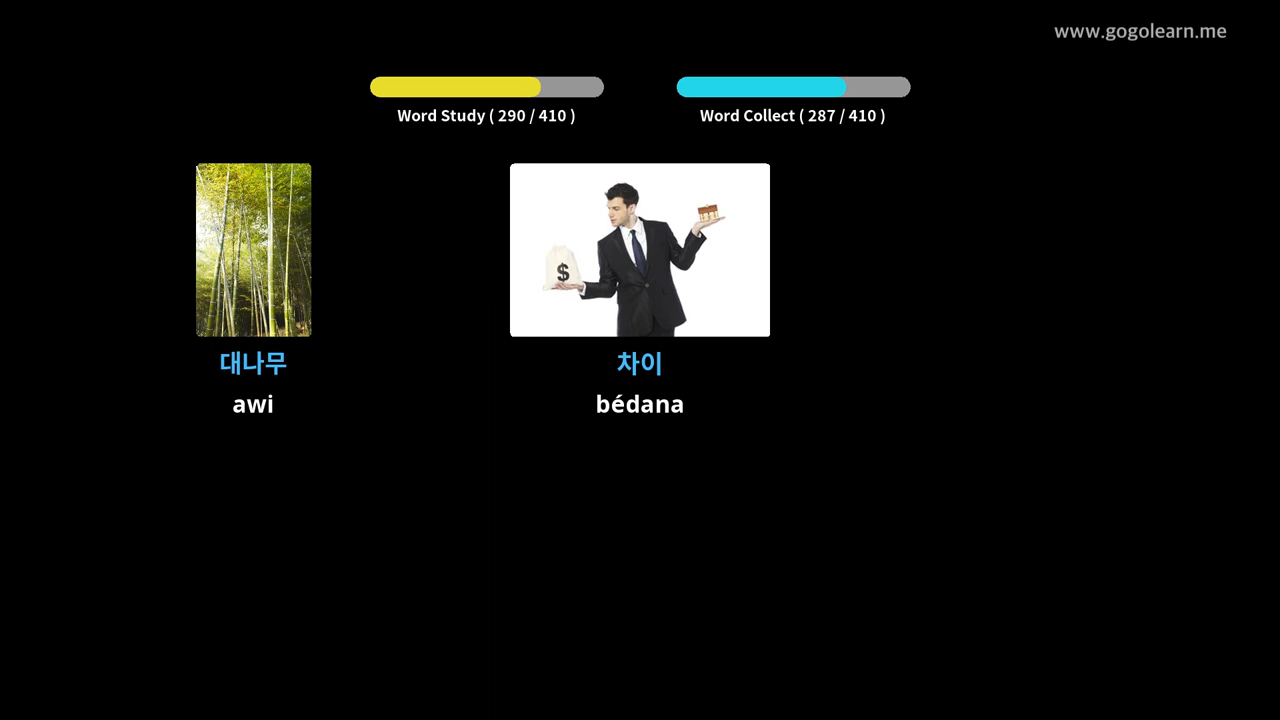 www.gogolearn.me
Word Study ( 290 / 410 )
Word Collect ( 287 / 410 )
$
대나무
차이
awi
bédana